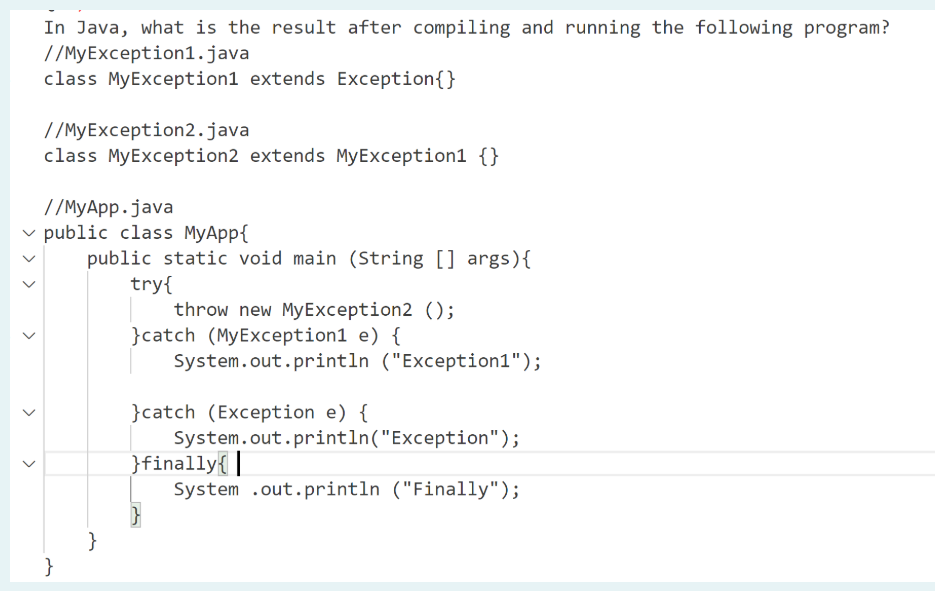 In Java, what is the result after compiling and running the following program?
//MyException1.java
class MyException1 extends Exception{}
//MyException2.java
class MyException2 extends MyException1 {}
//MyApp.java
public class MyApp{
public static void main (String [] args){
try{
throw new MyException2 ();
}catch (MyException1 e) {
System.out.println ("Exception1");
}catch (Exception e) {
System.out.println("Exception");
}finally{
System .out.println ("Finally");
}
}
}